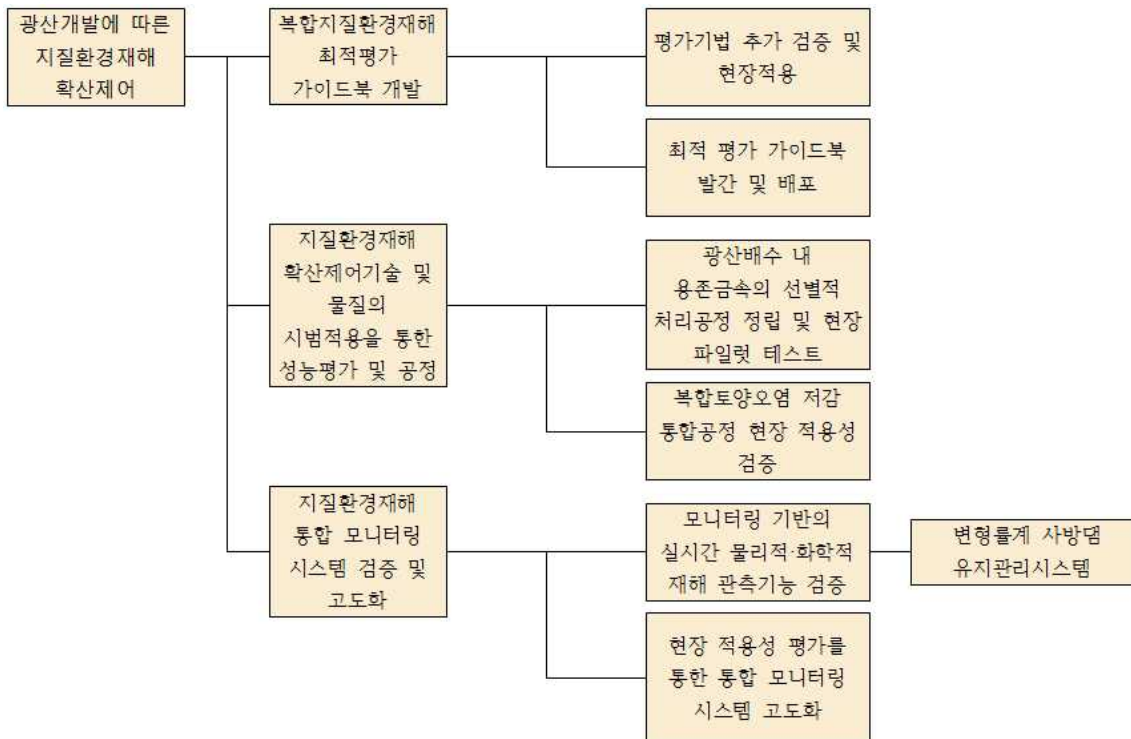 광산개발에 따른
지질환경재해
확산제어
복합지질환경재해
최적평가
가이드북 개발
평가기법 추가 검증 및
현장적용
최적 평가 가이드북
발간 및 배포
지질환경재해
확산제어기술 및
물질의
시범적용을 통한
성능평가 및 공정
광산배수 내
용존금속의 선별적
처리공정 정립 및 현장
파일럿 테스트
복합토양오염 저감
통합공정 현장 적용성
검증
지질환경재해
통합 모니터링
시스템 검증 및
고도화
모니터링 기반의
실시간 물리적·화학적
재해 관측기능 검증
변형률계 사방댐
유지관리시스템
현장 적용성 평가를
통한 통합 모니터링
시스템 고도화